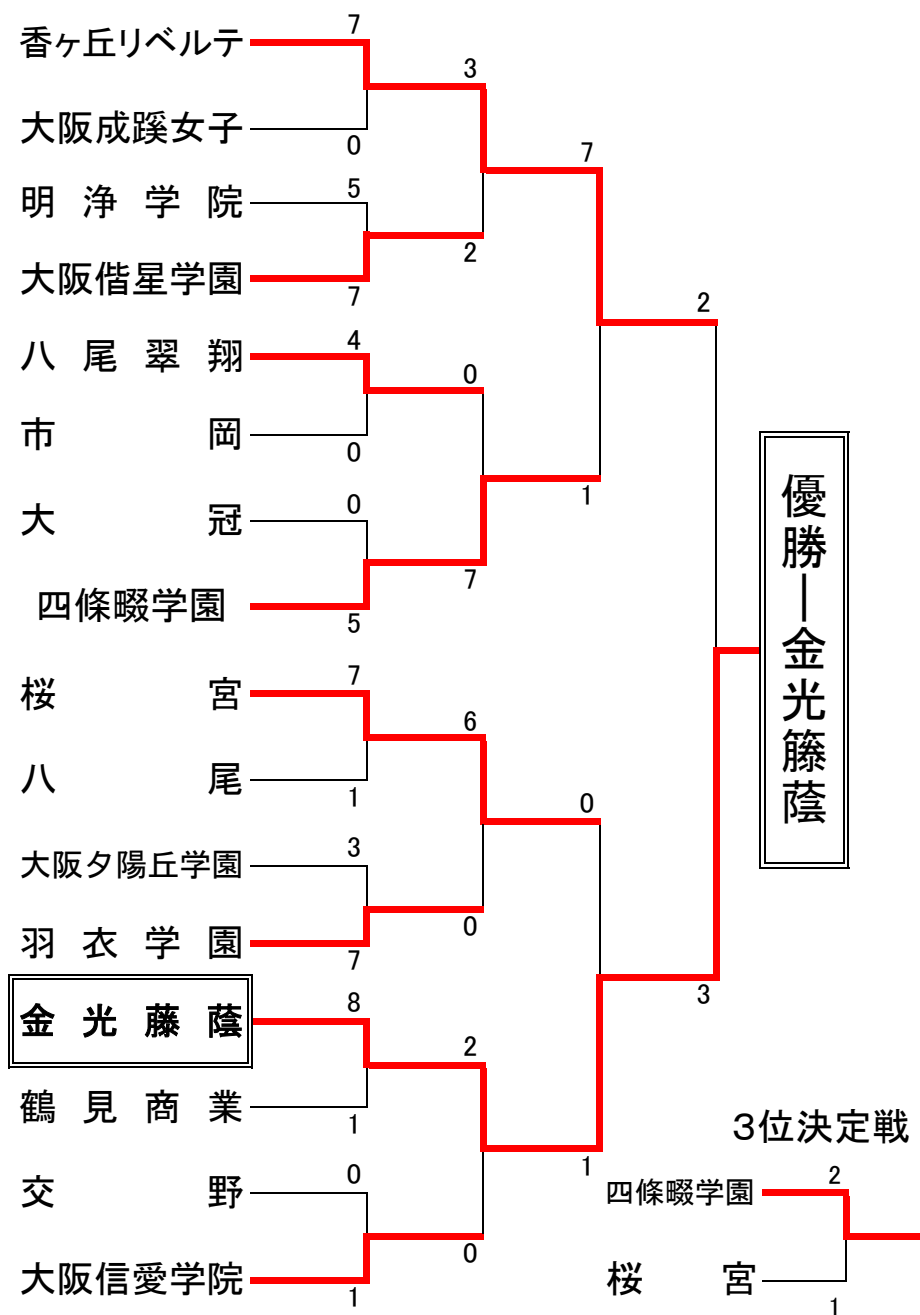 香ヶ丘リベルテ
7
3
大阪成蹊女子
0
7
明浄学院
5
2
大阪偕星学園
7
2
八尾翠翔
4
0
市岡
0
1
大冠
0
7
四條畷学園
5
優勝―金光籐蔭
桜宮
7
6
八尾
1
0
大阪夕陽丘学園
3
0
羽衣学園
7
3
金光藤蔭
8
2
鶴見商業
1
1
交野
0
0
大阪信愛学院
1
3位決定戦
四條畷学園
2
桜宮
1